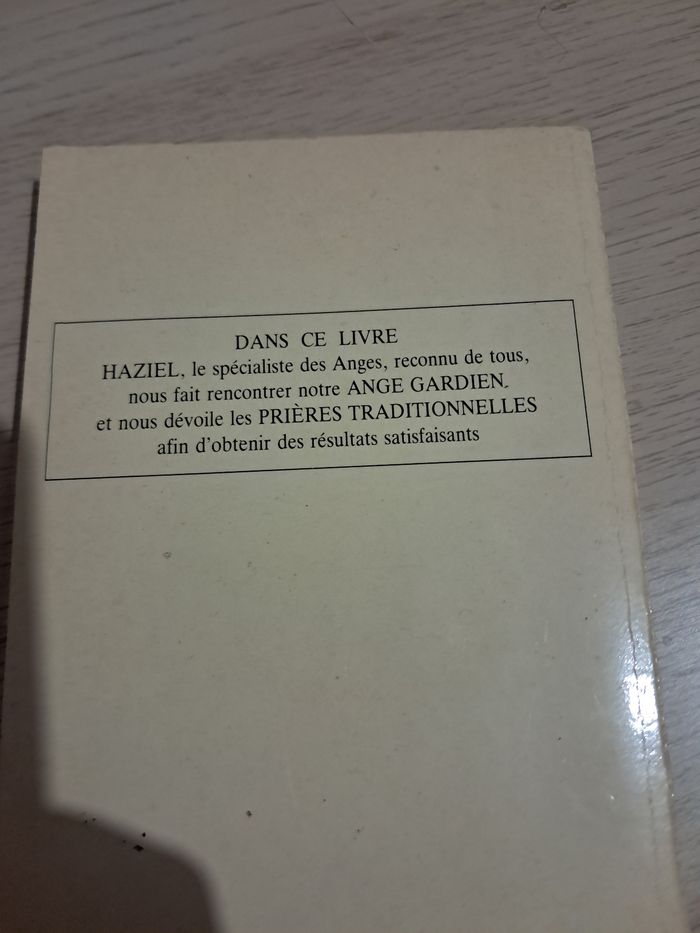 DANS CE LIVRE
HAZIEL, le spécialiste des Anges, reconnu de tous,
nous fait rencontrer notre ANGE GARDIEN.
et nous dévoile les PRIÈRES TRADITIONNELLES
afin d'obtenir des résultats satisfaisants